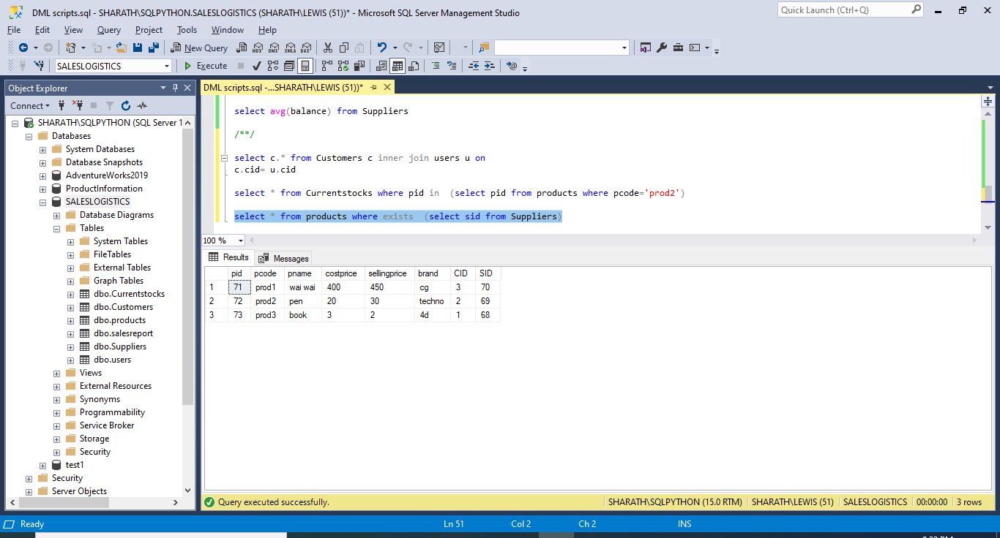 DML scripts.sql - SHARATH\SQLPYTHON.SALESLOGISTICS (SHARATH\LEWIS (51))* - Microsoft SQL Server Management Studio
Quick Launch (Ctrl+Q)
File Edit View Query Project Tools Window Help
New Query MDX DMX XMLA DAX
SALESLOGISTICS Execute
Object Explorer
Connect
SHARATH\SQLPYTHON (SQL Server 1
Databases
System Databases
Database Snapshots
AdventureWorks2019
ProductInformation
SALESLOGISTICS
Database Diagrams
Tables
System Tables
FileTables
External Tables
Graph Tables
dbo.Currentstocks
dbo.Customers
dbo.products
dbo.salesreport
dbo.Suppliers
dbo.users
Views
External Resources
Synonyms
Programmability
Service Broker
Storage
Security
test1
Security
Server Objects
DML scripts.sql -...SHARATH\LEWIS (51))*
select avg(balance) from Suppliers
/**/
select c.* from Customers c inner join users u on
c.cid= u.cid
select * from Currentstocks where pid in (select pid from products where pcode='prod2')
select * from products where exists (select sid from Suppliers)
100 %
Results Messages
pid pcode pname costprice sellingprice brand CID SID
1 71 prod1 wai wai 400 450 cg 3 70
2 72 prod2 pen 20 30 techno 2 69
3 73 prod3 book 3 2 4d 1 68
Query executed successfully. SHARATH\SQLPYTHON (15.0 RTM) SHARATH\LEWIS (51) SALESLOGISTICS 00:00:00 3 rows
Ready Ln 51 Col 2 Ch 2 INS